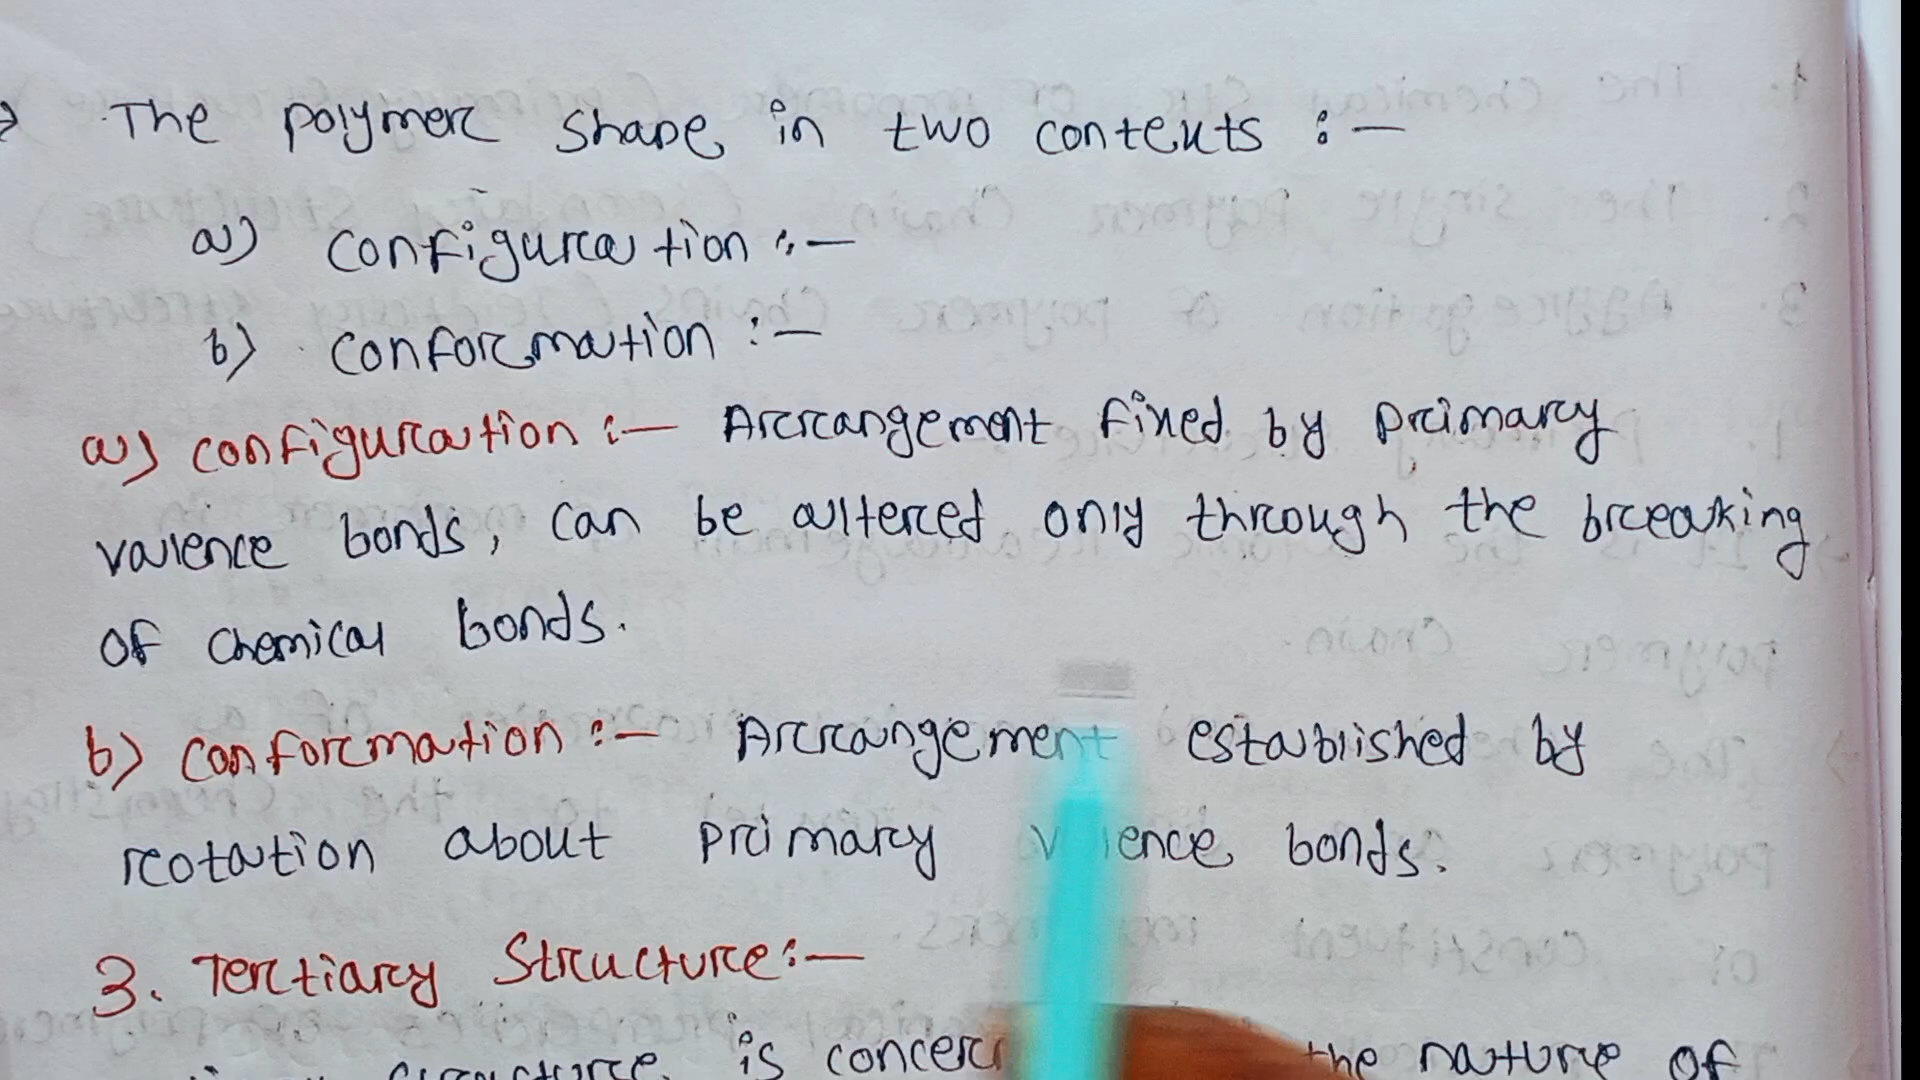 The polymer shape in two contexts :—
a) configuration :—
b) conformation :—
a) configuration :— Arrangement fixed by primary
valence bonds, can be altered only through the breaking
of chemical bonds.
b) conformation :— Arrangement established by
rotation about primary bonds.
3. Tertiary Structure :—
is the nature of